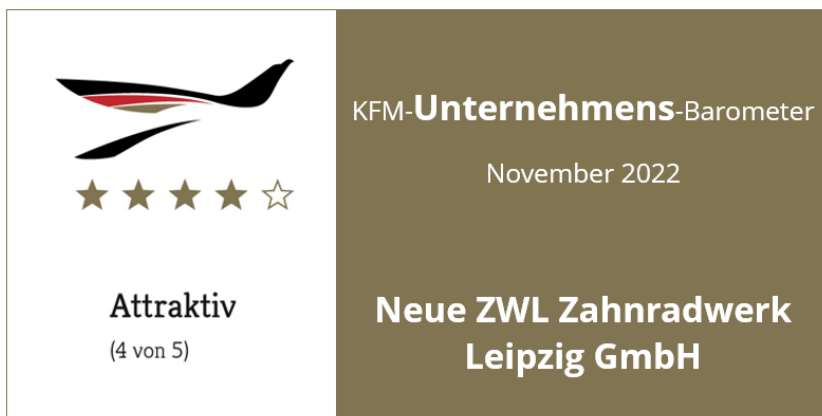 Attraktiv
(4 von 5)
KFM-Unternehmens-Barometer
November 2022
Neue ZWL Zahnradwerk
Leipzig GmbH